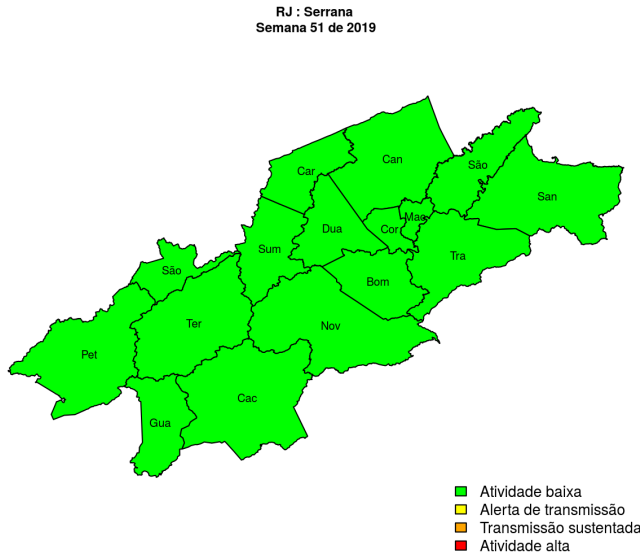 RJ : Serrana
Semana 51 de 2019
Can
São
Car
San
Mac
Dua
Cor
Sum
Tra
São
Bom
Ter
Nov
Pet
Cac
Gua
Atividade baixa
Alerta de transmissão
Transmissão sustentada
Atividade alta